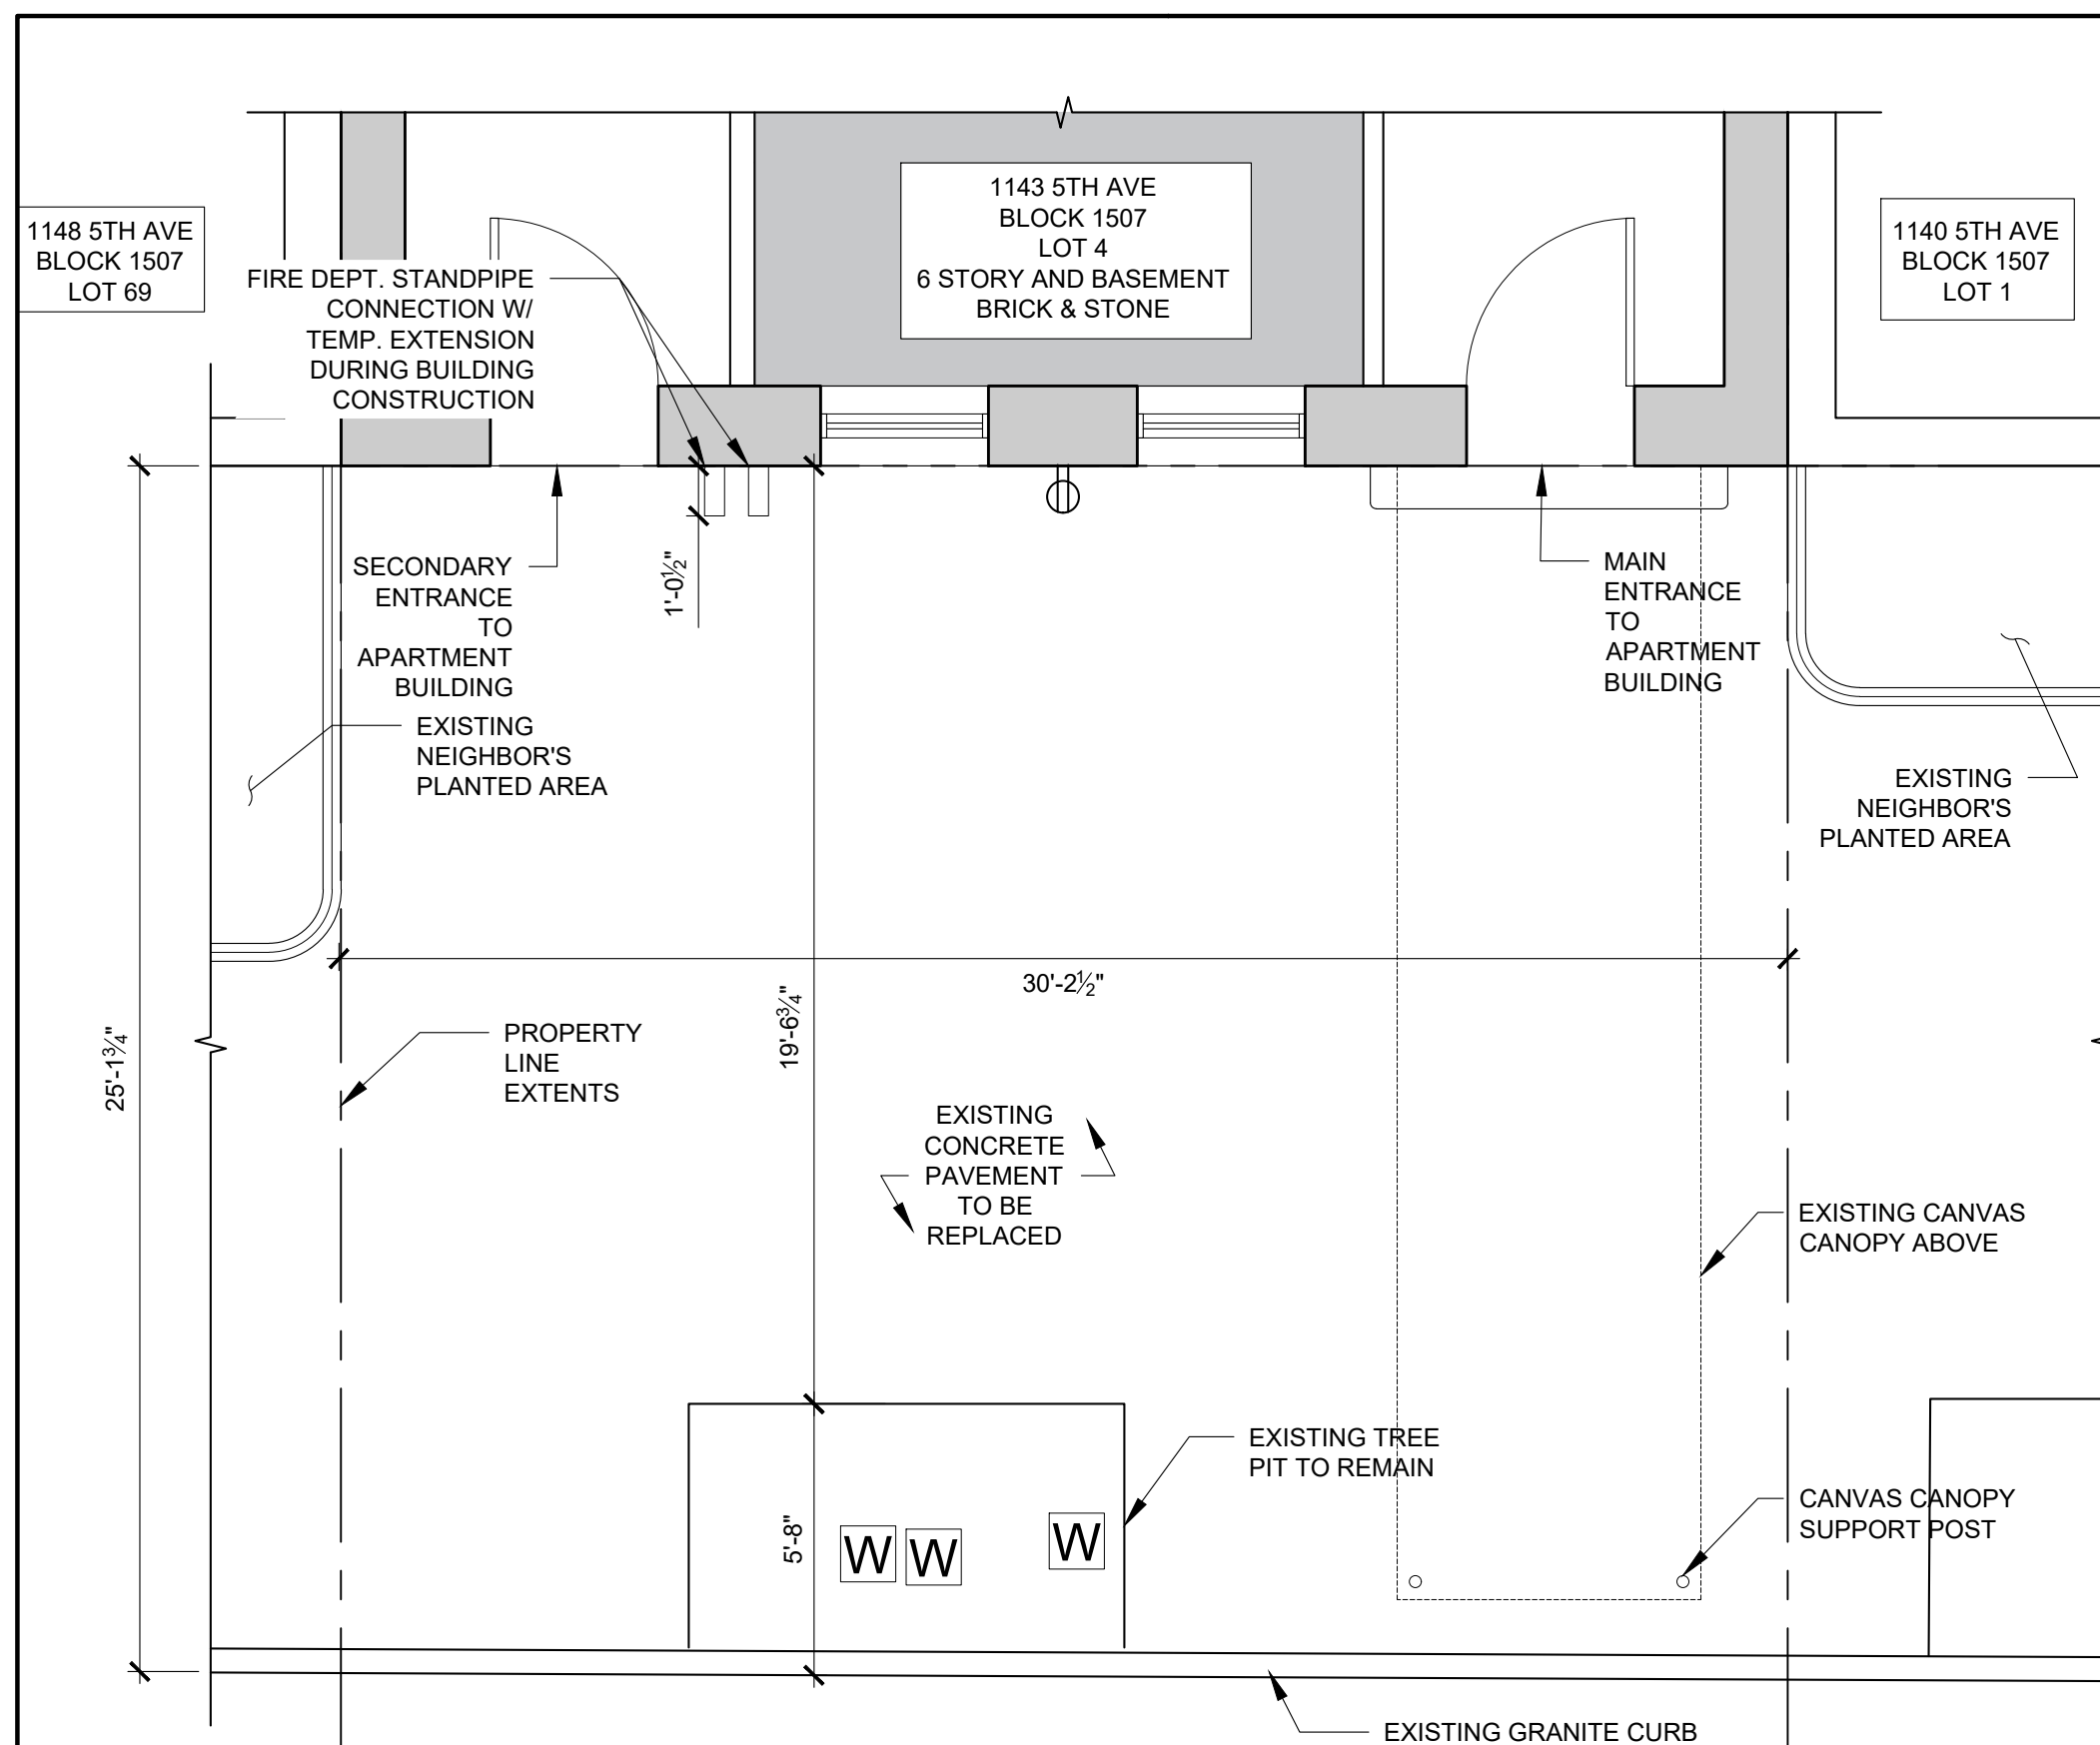 1148 5TH AVE
BLOCK 1507
LOT 69
FIRE DEPT. STANDPIPE
CONNECTION W/
TEMP. EXTENSION
DURING BUILDING
CONSTRUCTION
1143 5TH AVE
BLOCK 1507
LOT 4
6 STORY AND BASEMENT
BRICK & STONE
1140 5TH AVE
BLOCK 1507
LOT 1
SECONDARY
ENTRANCE
TO
APARTMENT
BUILDING
1'-0½"
MAIN
ENTRANCE
TO
APARTMENT
BUILDING
EXISTING
NEIGHBOR'S
PLANTED AREA
EXISTING
NEIGHBOR'S
PLANTED AREA
30'-2½"
19'-6¾"
25'-1¾"
PROPERTY
LINE
EXTENTS
EXISTING
CONCRETE
PAVEMENT
TO BE
REPLACED
EXISTING CANVAS
CANOPY ABOVE
EXISTING TREE
PIT TO REMAIN
CANVAS CANOPY
SUPPORT POST
5'-8"
W W W
EXISTING GRANITE CURB